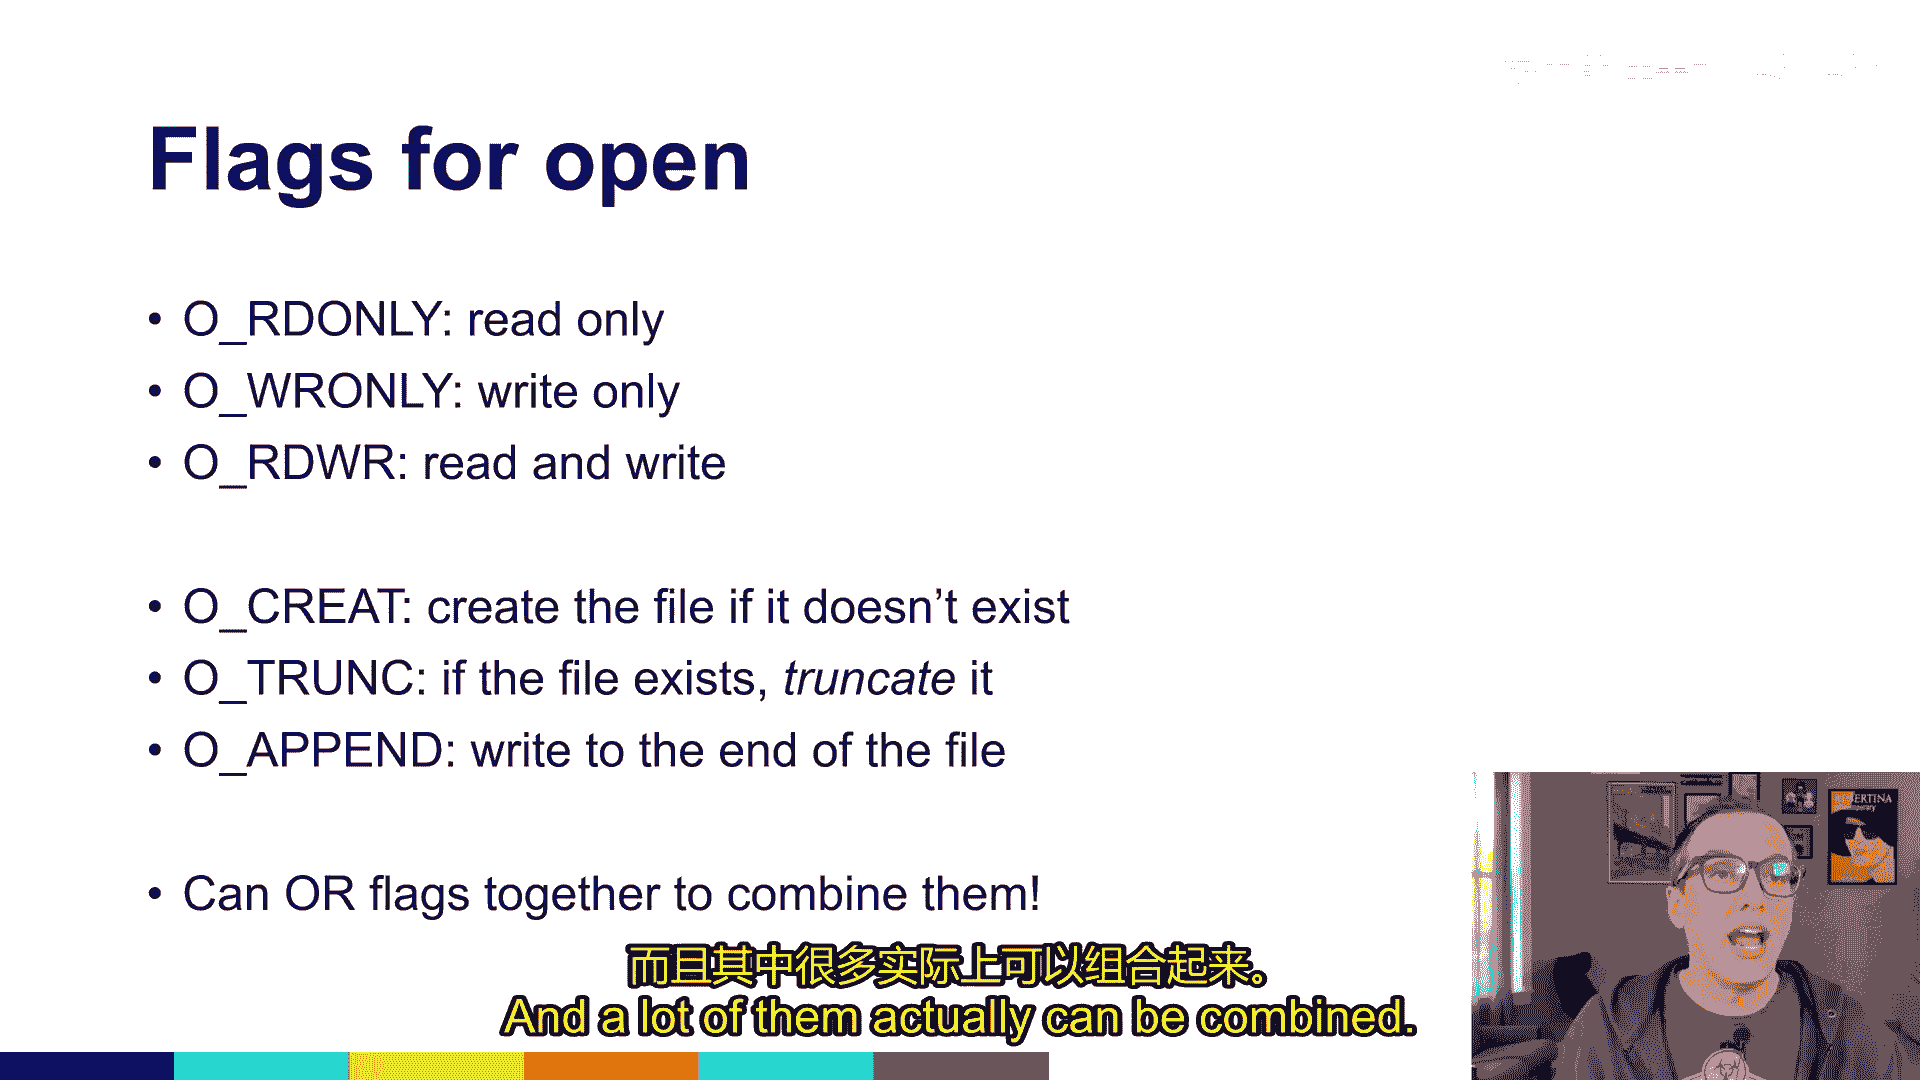 Flags for open
• O_RDONLY: read only
• O_WRONLY: write only
• O_RDWR: read and write
• O_CREAT: create the file if it doesn’t exist
• O_TRUNC: if the file exists, truncate it
• O_APPEND: write to the end of the file
• Can OR flags together to combine them!
而且其中很多实际上可以组合起来。
And a lot of them actually can be combined.